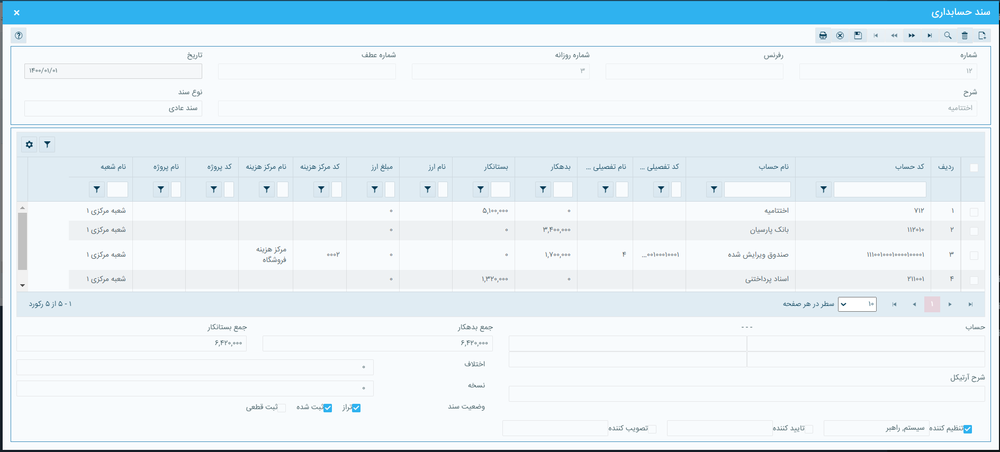 سند حسابداری
شماره
رفرنس
شماره روزانه
شماره عطف
تاریخ
۱۲
۳
۱۴۰۰/۰۱/۰۱
شرح
نوع سند
اختتامیه
سند عادی
ردیف کد حساب نام حساب کد تفصیلی ... نام تفصیلی ... بدهکار بستانکار نام ارز مبلغ ارز کد مرکز هزینه نام مرکز هزینه کد پروژه نام پروژه نام شعبه
۱ ۷۱۲ اختتامیه ۰ ۵,۱۰۰,۰۰۰ ۰ شعبه مرکزی ۱
۲ ۱۱۲۰۱۰ بانک پارسیان ۳,۴۰۰,۰۰۰ ۰ ۰ شعبه مرکزی ۱
۳ ۱۱۱۰۰۱۰۰۰۱۰۰۰۰۱۰۰۰۰۱ صندوق ویرایش شده ۰۰۱۰۰۰۱۰۰۰۱... ۴ ۱,۷۰۰,۰۰۰ ۰ ۰ ۰۰۰۲ مرکز هزینه فروشگاه شعبه مرکزی ۱
۴ ۲۱۱۰۰۱ اسناد پرداختنی ۰ ۱,۳۲۰,۰۰۰ ۰ شعبه مرکزی ۱
۱ ۱۰ سطر در هر صفحه ۱ - ۵ از ۵ رکورد
حساب
- - -
جمع بدهکار
جمع بستانکار
۶,۴۲۰,۰۰۰
۶,۴۲۰,۰۰۰
اختلاف ۰
شرح آرتیکل
نسخه ۰
وضعیت سند تراز ثبت شده ثبت قطعی
تنظیم کننده سیستم, راهبر تایید کننده تصویب کننده